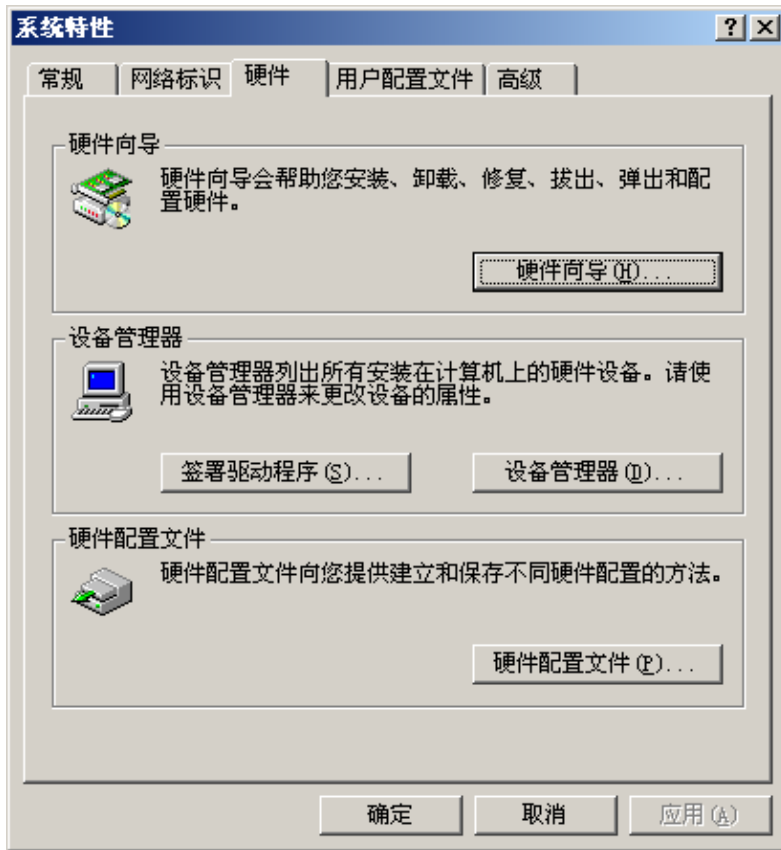 系统特性
常规 网络标识 硬件 用户配置文件 高级
硬件向导
硬件向导会帮助您安装、卸载、修复、拔出、弹出和配
置硬件。
硬件向导(H)...
设备管理器
设备管理器列出所有安装在计算机上的硬件设备。请使
用设备管理器来更改设备的属性。
签署驱动程序(S)... 设备管理器(D)...
硬件配置文件
硬件配置文件向您提供建立和保存不同硬件配置的方法。
硬件配置文件(P)...
确定 取消 应用(A)